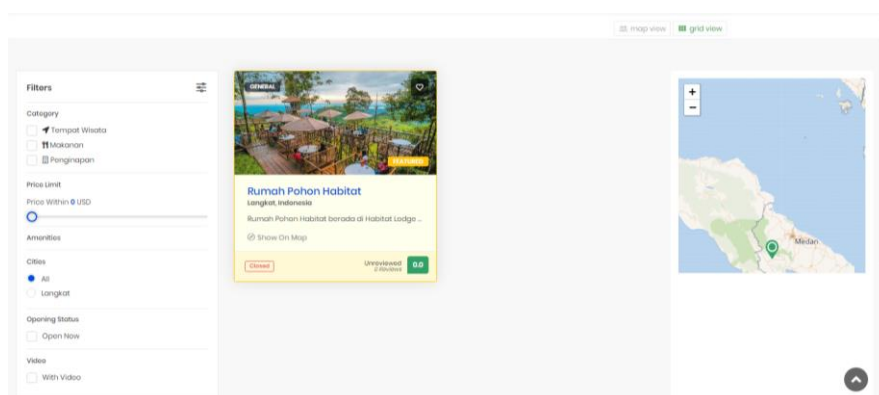 map view
grid view
Filters
Category
Tempat Wisata
Makanan
Penginapan
Price Limit
Price Within 0 USD
Amenities
Cities
All
Langkat
Opening Status
Open Now
Video
With Video
GENERAL
FEATURED
Rumah Pohon Habitat
Langkat, Indonesia
Rumah Pohon Habitat berada di Habitat Lodge ...
Show On Map
Closed
Unreviewed
0 Reviews
0.0
+
−
Medan